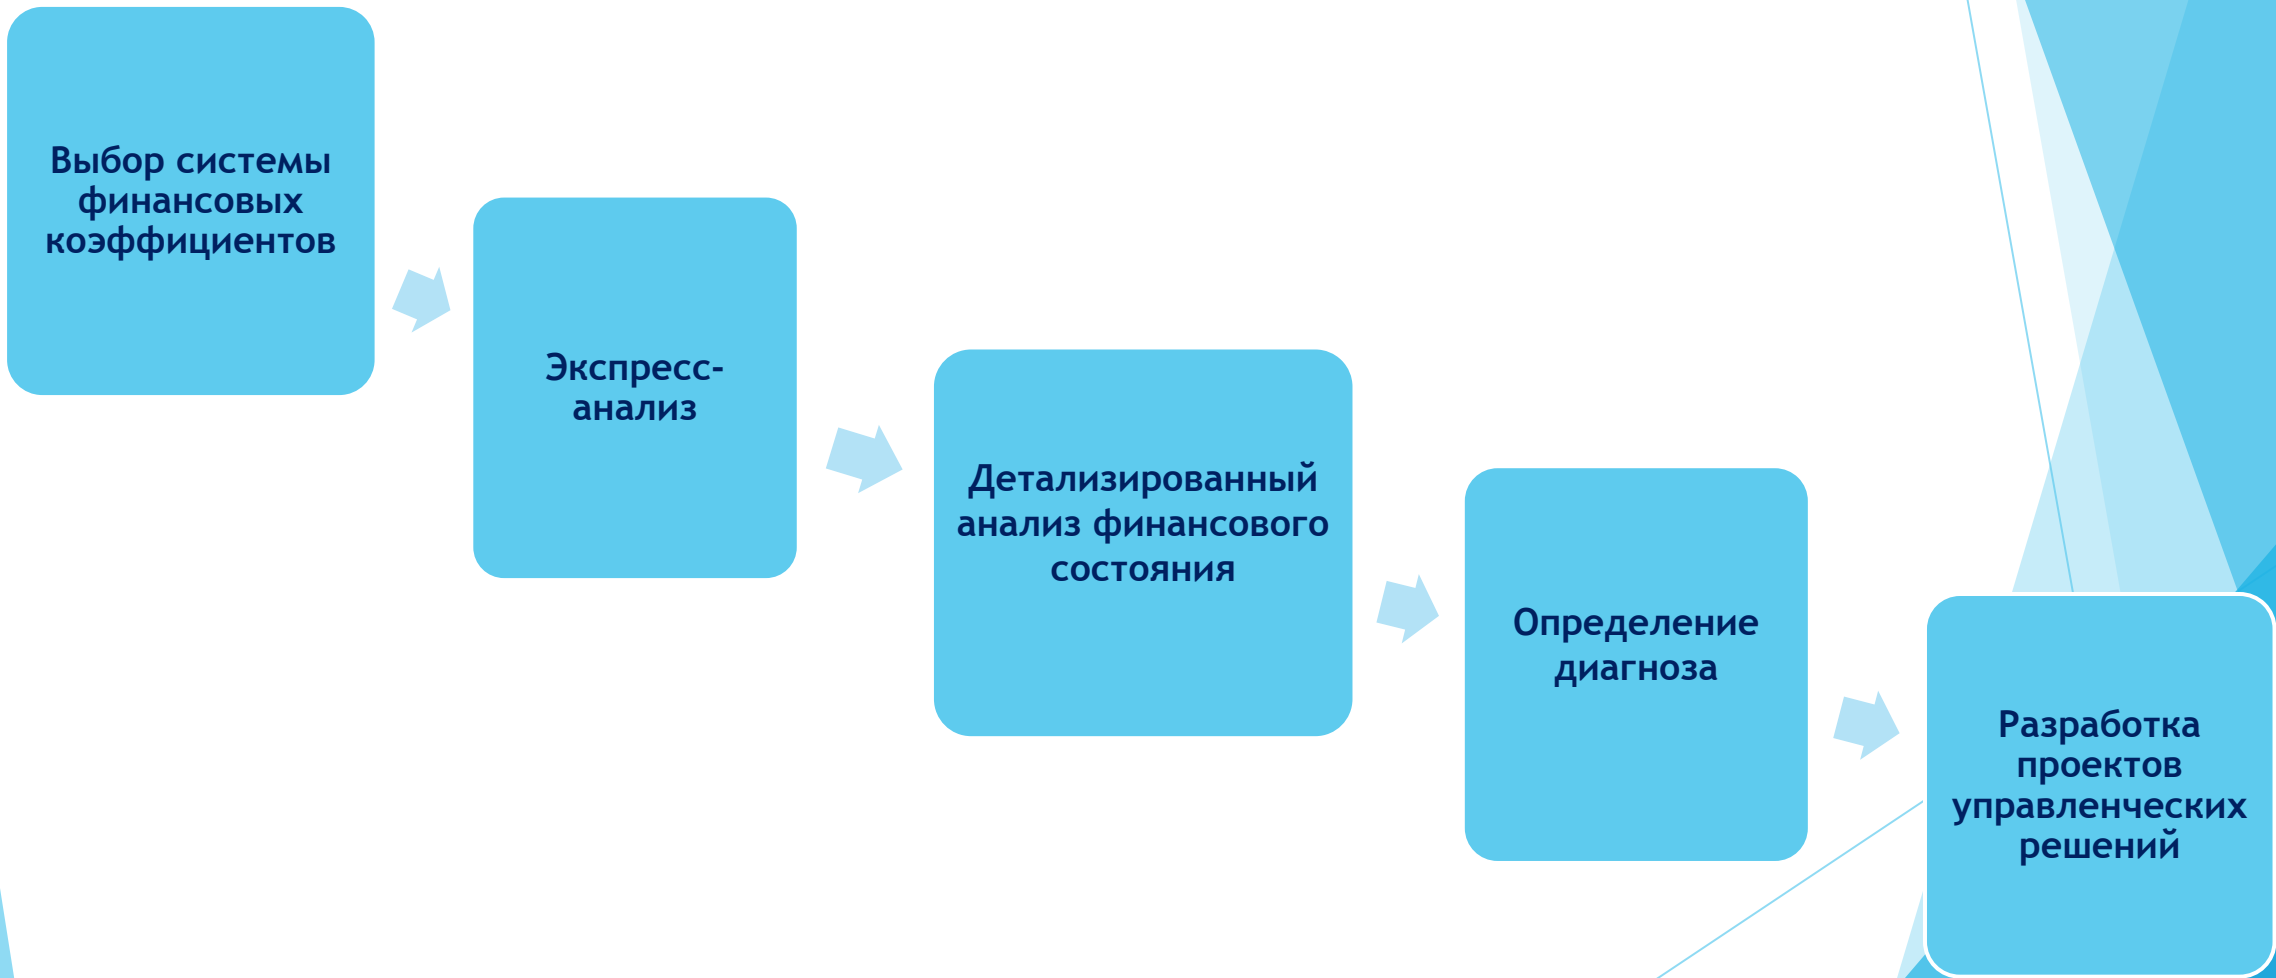 Выбор системы
финансовых
коэффициентов
Экспресс-
анализ
Детализированный
анализ финансового
состояния
Определение
диагноза
Разработка
проектов
управленческих
решений